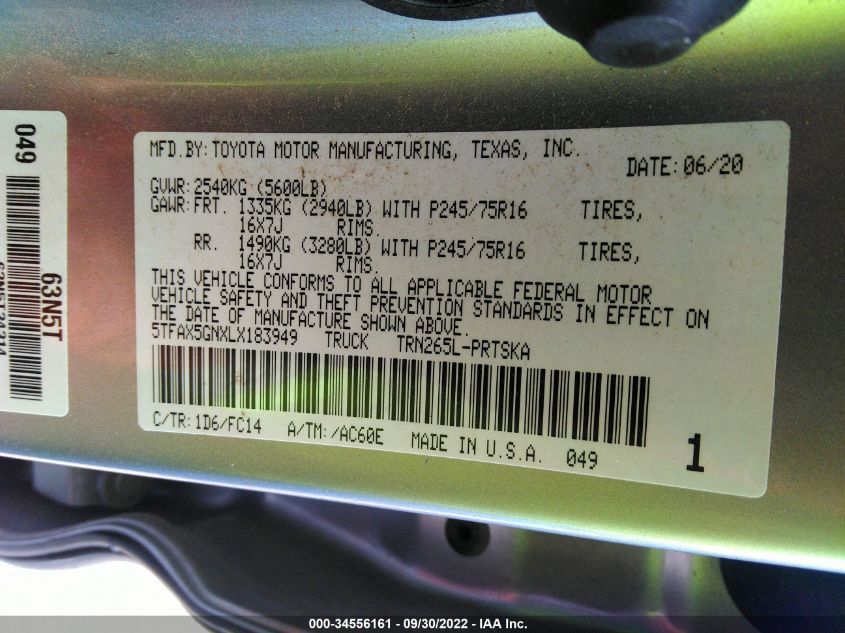 049
63N5T
MFD.BY:TOYOTA MOTOR MANUFACTURING, TEXAS, INC.
DATE:06/20
GVWR:2540KG (5600LB)
GAWR:FRT. 1335KG (2940LB) WITH P245/75R16 TIRES,
16X7J RIMS.
RR. 1490KG (3280LB) WITH P245/75R16 TIRES,
16X7J RIMS.
THIS VEHICLE CONFORMS TO ALL APPLICABLE FEDERAL MOTOR
VEHICLE SAFETY AND THEFT PREVENTION STANDARDS IN EFFECT ON
THE DATE OF MANUFACTURE SHOWN ABOVE.
5TFAX5GNXLX183949 TRUCK TRN265L-PRTSKA
C/TR:1D6/FC14 A/TM:/AC60E MADE IN U.S.A. 049
1
000-34556161 - 09/30/2022 - IAA Inc.